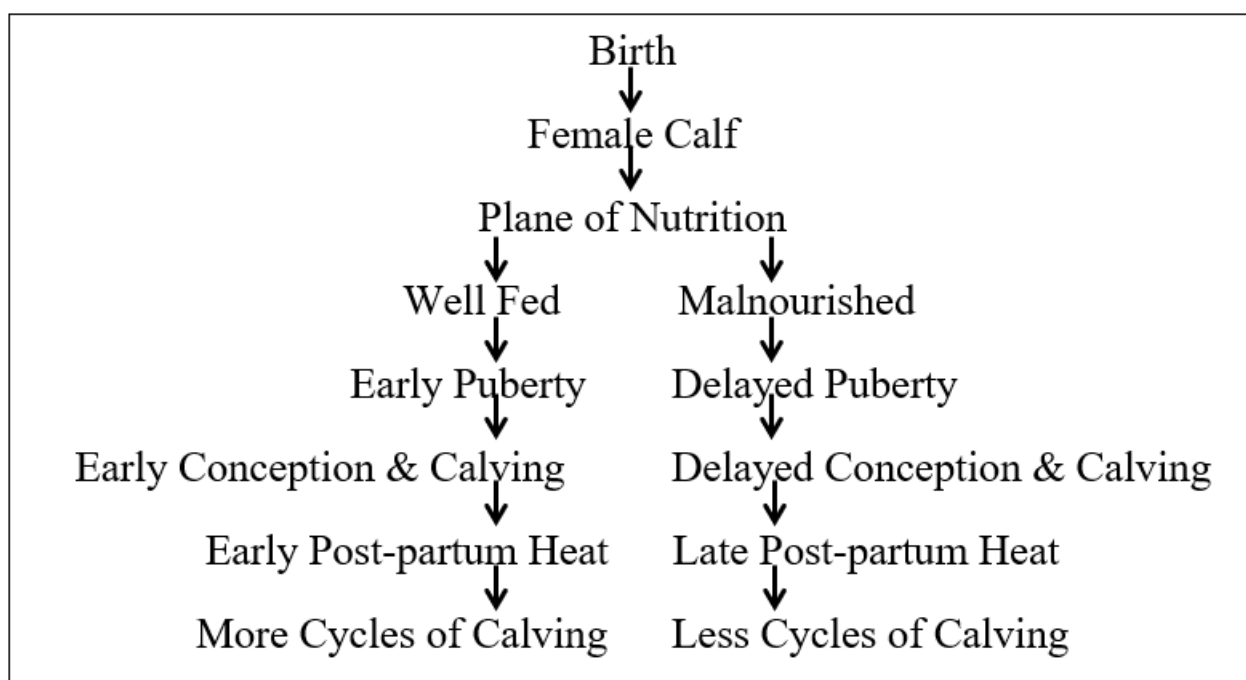 Birth
Female Calf
Plane of Nutrition
Well Fed
Malnourished
Early Puberty
Delayed Puberty
Early Conception & Calving
Delayed Conception & Calving
Early Post-partum Heat
Late Post-partum Heat
More Cycles of Calving
Less Cycles of Calving